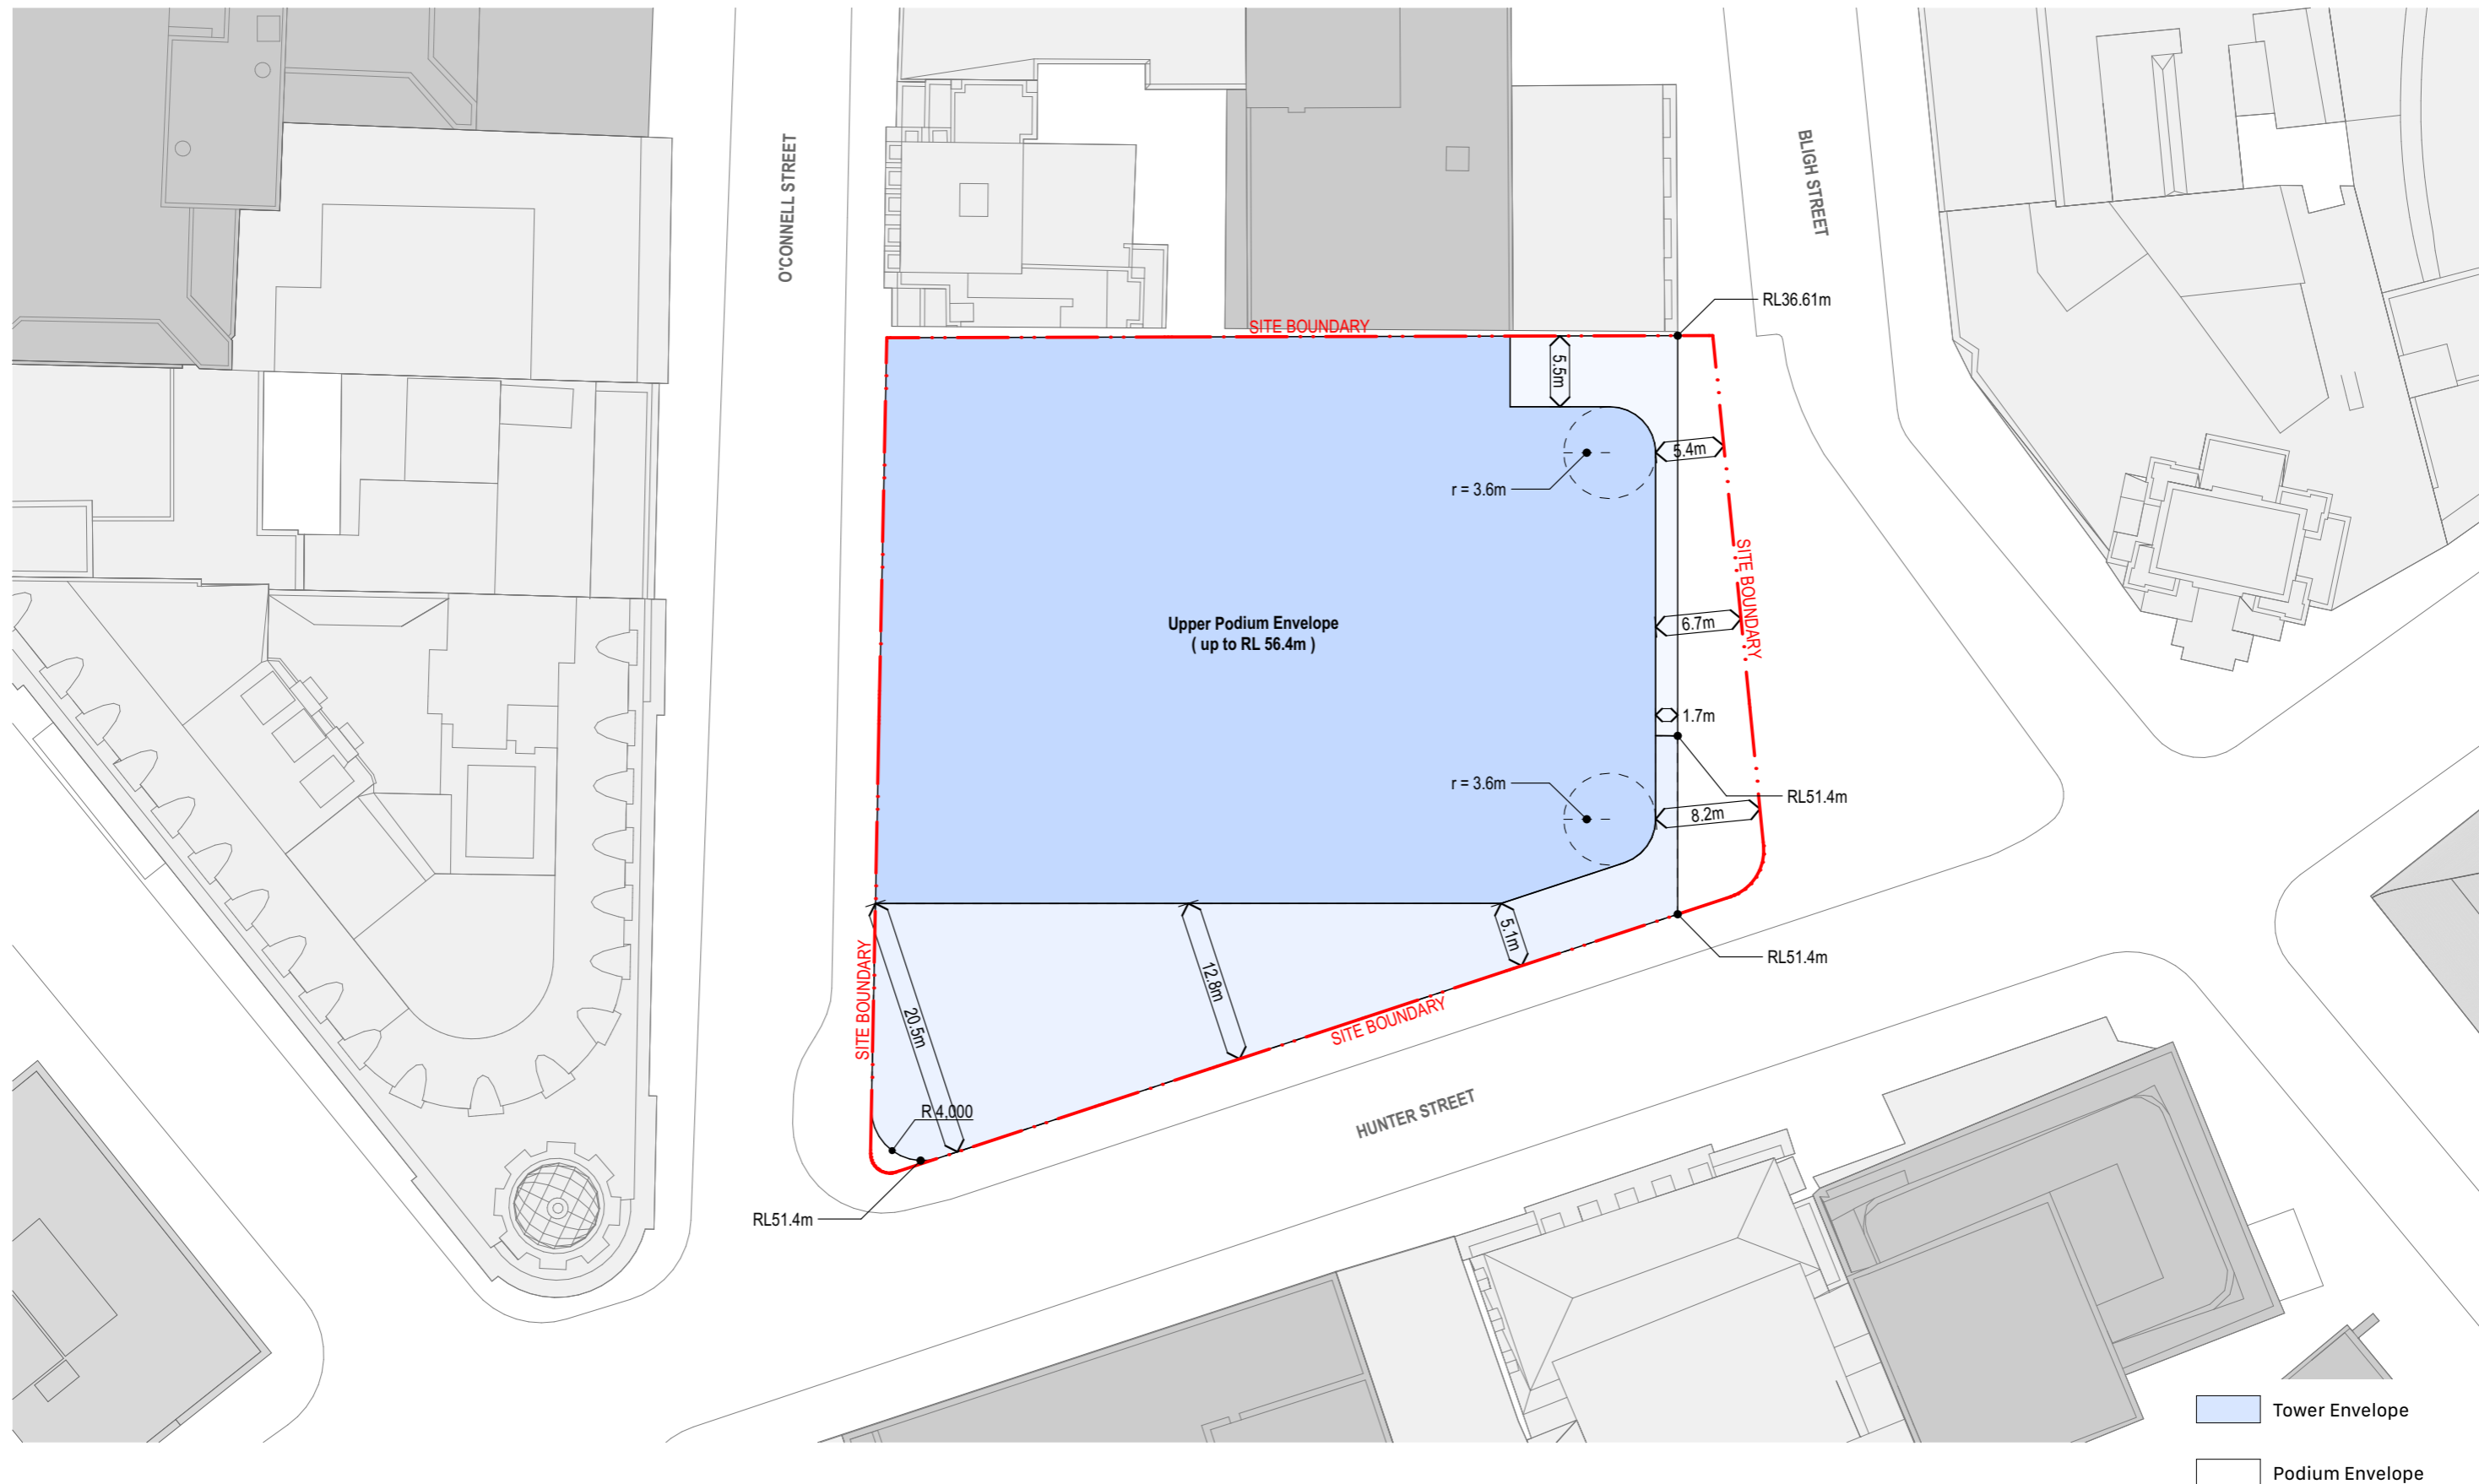 O'CONNELL STREET
BLIGH STREET
RL36.61m
SITE BOUNDARY
5.5m
5.4m
r = 3.6m
SITE BOUNDARY
Upper Podium Envelope
( up to RL 56.4m )
6.7m
1.7m
r = 3.6m
RL51.4m
8.2m
5.1m
SITE BOUNDARY
RL51.4m
12.8m
20.5m
SITE BOUNDARY
R 4,000
HUNTER STREET
RL51.4m
Tower Envelope
Podium Envelope